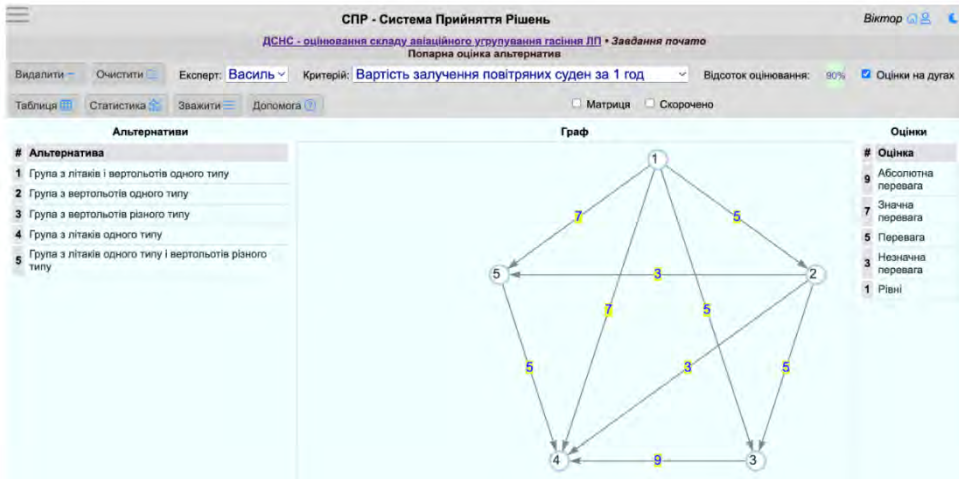 СПР - Система Прийняття Рішень
Віктор
ДСНС - оцінювання складу авіаційного угрупування гасіння ЛП • Завдання почато
Попарна оцінка альтернатив
Видалити Очистити Експерт: Василь Критерій: Вартість залучення повітряних суден за 1 год Відсоток оцінювання: 90% Оцінки на дугах
Таблиця Статистика Зважити Допомога Матриця Скорочено
Альтернативи
# Альтернатива
1 Група з літаків і вертольотів одного типу
2 Група з вертольотів одного типу
3 Група з вертольотів різного типу
4 Група з літаків одного типу
5 Група з літаків одного типу і вертольотів різного
типу
Граф
1
7 5
5 3 2
7 5
5 3 5
4 9 3
Оцінки
# Оцінка
9 Абсолютна
перевага
7 Значна
перевага
5 Перевага
3 Незначна
перевага
1 Рівні